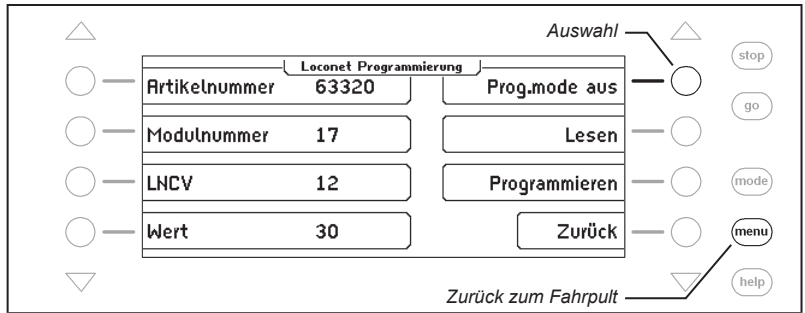 Auswahl
stop
Loconet Programmierung
Artikelnummer 63320 Prog.mode aus
go
Modulnummer 17 Lesen
LNCV 12 Programmieren
mode
Wert 30 Zurück
menu
help
Zurück zum Fahrpult